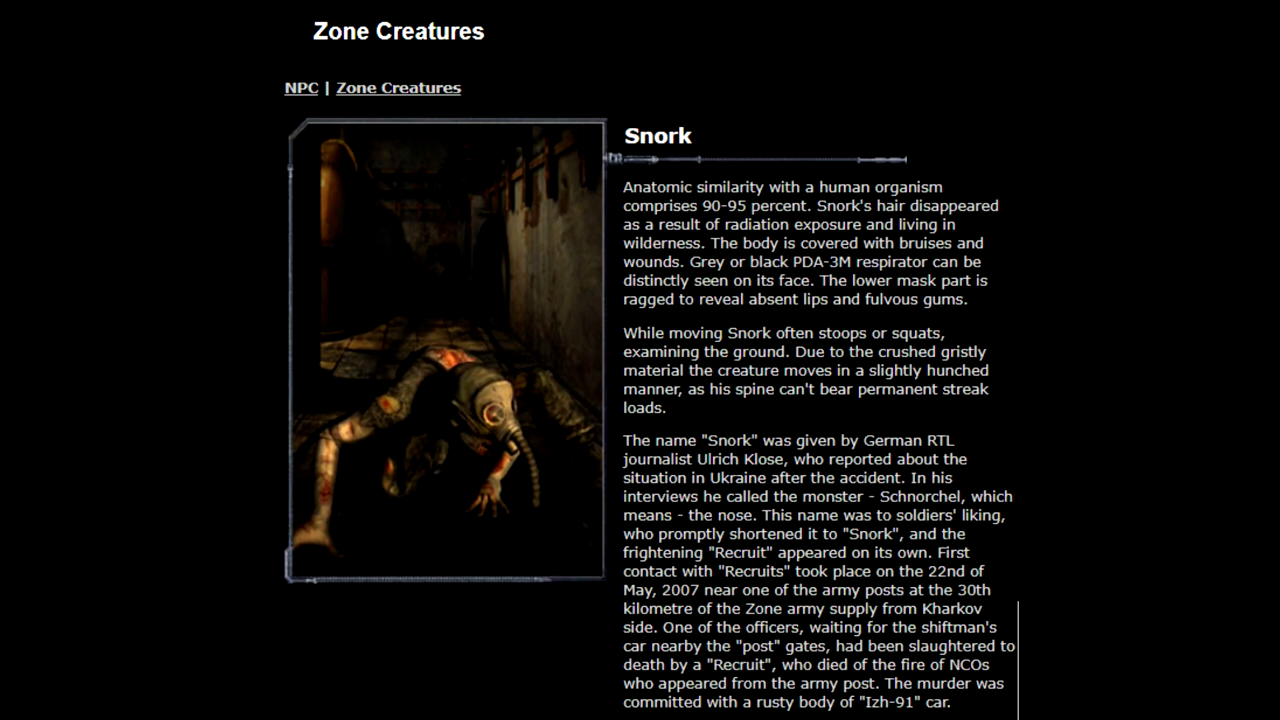 Zone Creatures
NPC | Zone Creatures
Snork
Anatomic similarity with a human organism
comprises 90-95 percent. Snork's hair disappeared
as a result of radiation exposure and living in
wilderness. The body is covered with bruises and
wounds. Grey or black PDA-3M respirator can be
distinctly seen on its face. The lower mask part is
ragged to reveal absent lips and fulvous gums.
While moving Snork often stoops or squats,
examining the ground. Due to the crushed gristly
material the creature moves in a slightly hunched
manner, as his spine can't bear permanent streak
loads.
The name "Snork" was given by German RTL
journalist Ulrich Klose, who reported about the
situation in Ukraine after the accident. In his
interviews he called the monster - Schnorchel, which
means - the nose. This name was to soldiers' liking,
who promptly shortened it to "Snork", and the
frightening "Recruit" appeared on its own. First
contact with "Recruits" took place on the 22nd of
May, 2007 near one of the army posts at the 30th
kilometre of the Zone army supply from Kharkov
side. One of the officers, waiting for the shiftman's
car nearby the "post" gates, had been slaughtered to
death by a "Recruit", who died of the fire of NCOs
who appeared from the army post. The murder was
committed with a rusty body of "Izh-91" car.